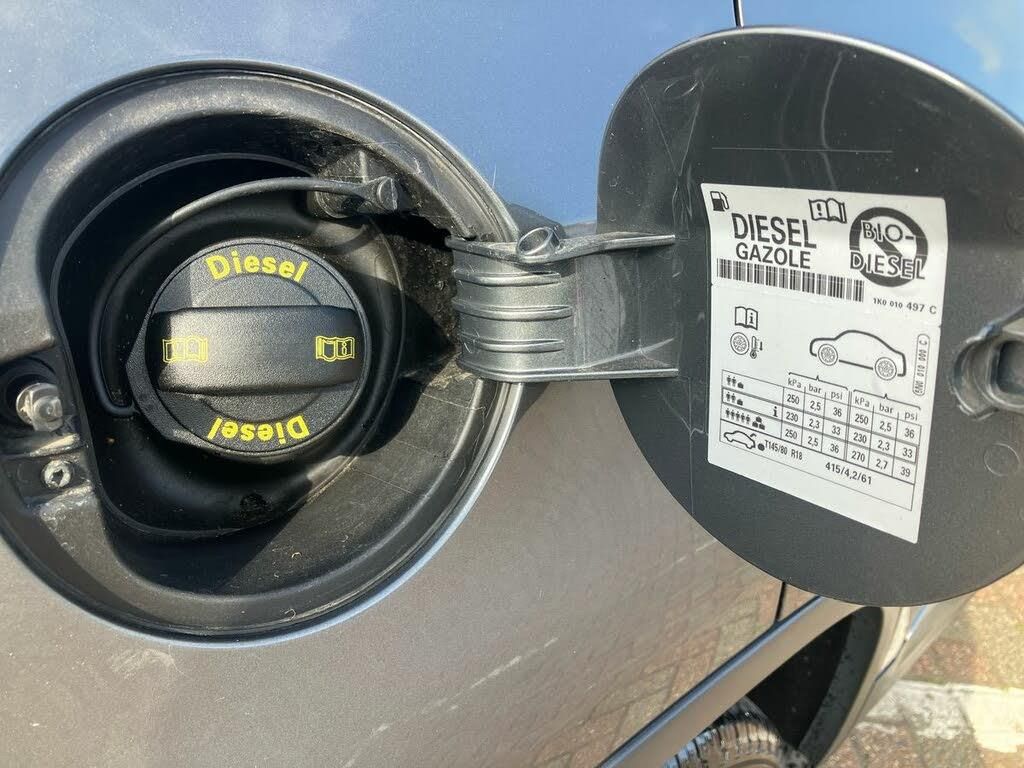 Diesel
Diesel
DIESEL
GAZOLE
BIO-
DIESEL
1K0 010 497 C
kPa bar psi kPa bar psi
250 2,5 36 250 2,5 36
230 2,3 33 230 2,3 33
250 2,5 36 270 2,7 39
T145/80 R18 415/4,2/61